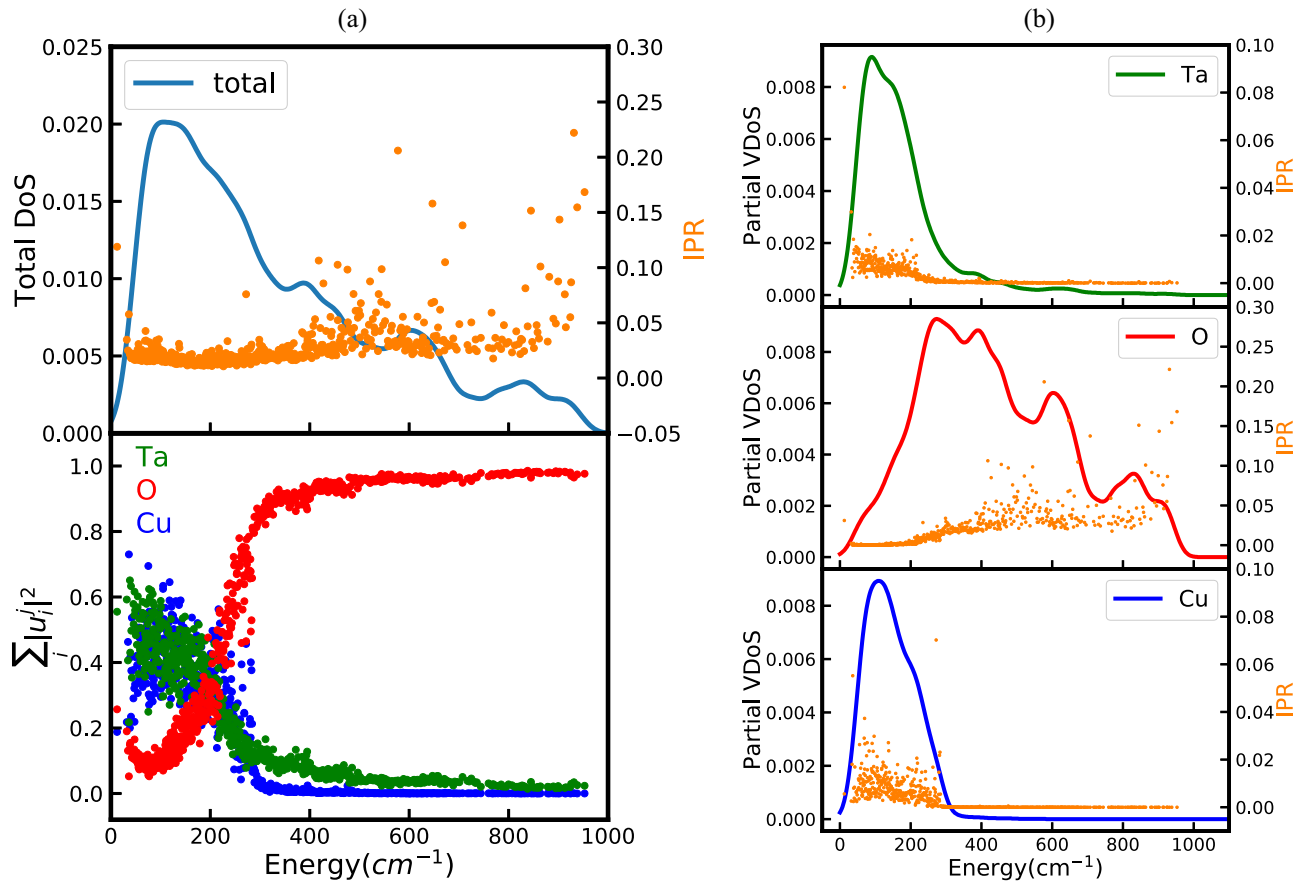 (a)
total
Total DoS
0.025
0.020
0.015
0.010
0.005
0.000
0.30
0.25
0.20
0.15
0.10
0.05
0.00
−0.05
IPR
Ta
O
Cu
∑_i |u_i^j|^2
1.0
0.8
0.6
0.4
0.2
0.0
0 200 400 600 800 1000
Energy(cm^{-1})
(b)
Ta
Partial VDoS
0.008
0.006
0.004
0.002
0.000
0.10
0.08
0.06
0.04
0.02
0.00
IPR
O
Partial VDoS
0.008
0.006
0.004
0.002
0.000
0.30
0.25
0.20
0.15
0.10
0.05
0.00
IPR
Cu
Partial VDoS
0.008
0.006
0.004
0.002
0.000
0.10
0.08
0.06
0.04
0.02
0.00
IPR
0 200 400 600 800 1000
Energy(cm^{−1})